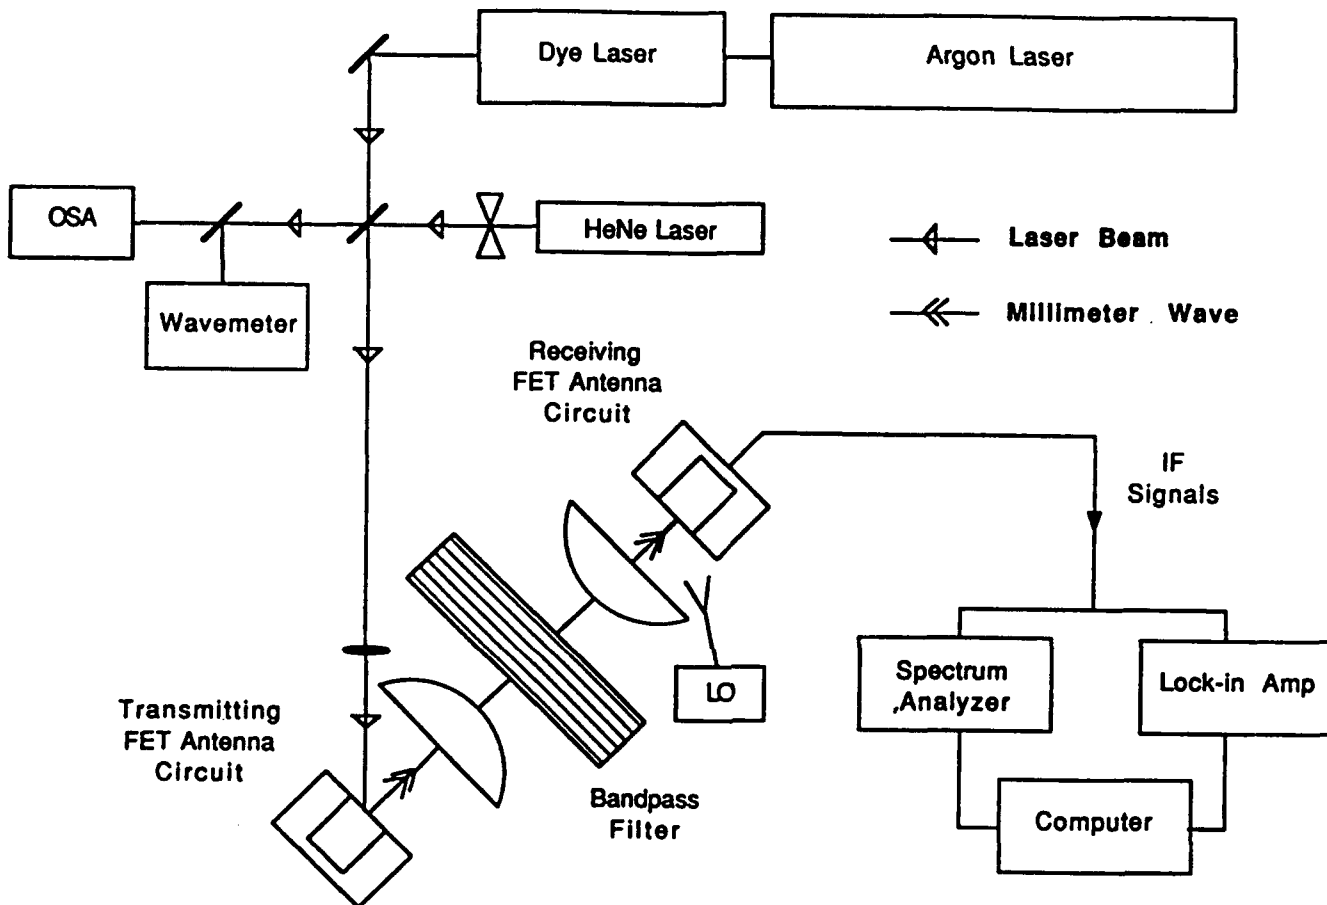 Dye Laser
Argon Laser
OSA
HeNe Laser
Laser Beam
Wavemeter
Millimeter Wave
Receiving
FET Antenna
Circuit
IF
Signals
Spectrum
Analyzer
Lock-in Amp
LO
Transmitting
FET Antenna
Circuit
Bandpass
Filter
Computer